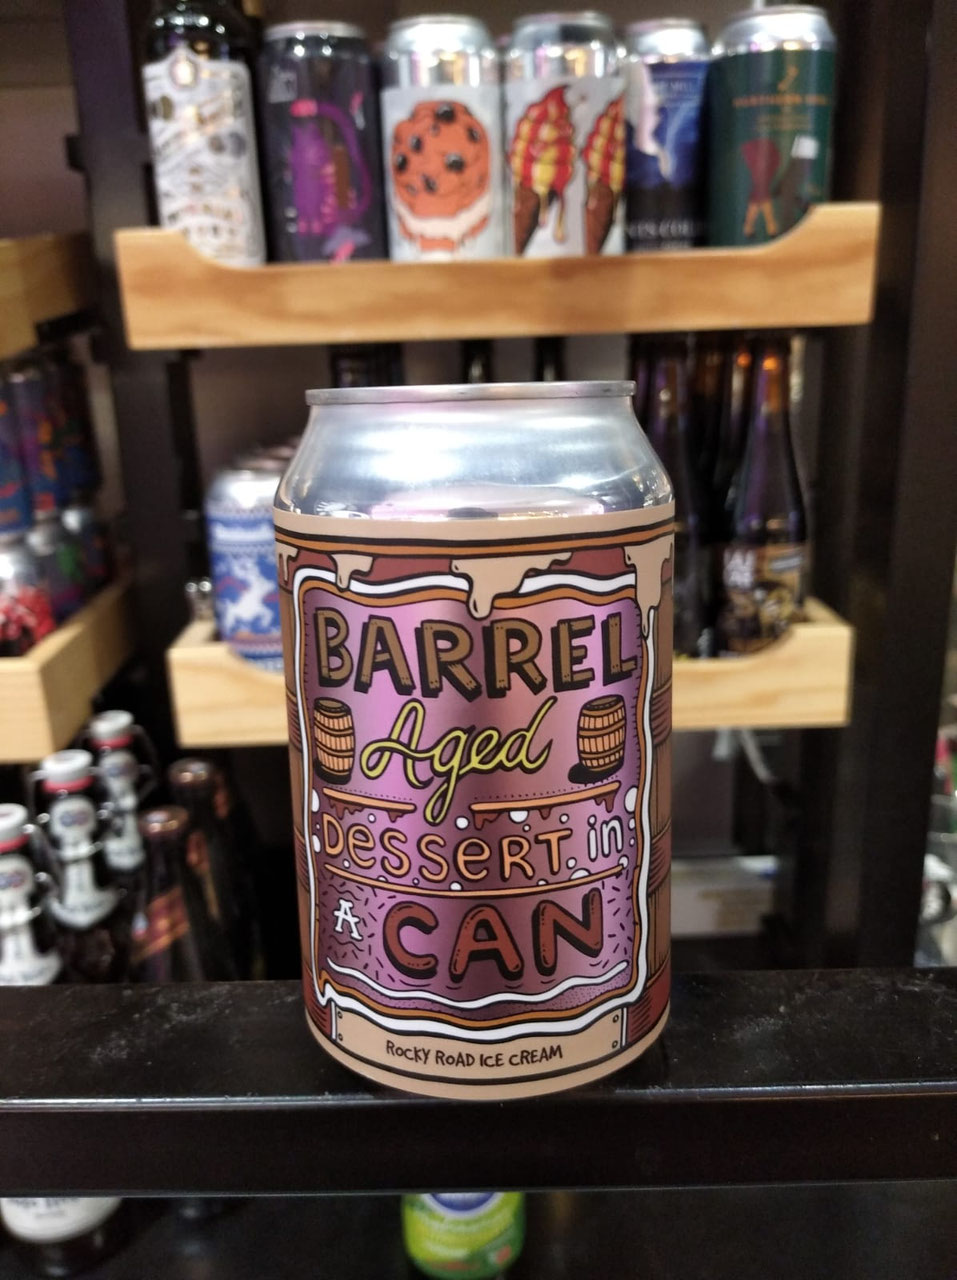 BARREL
Aged
DESSERT in
A CAN
ROCKY ROAD ICE CREAM